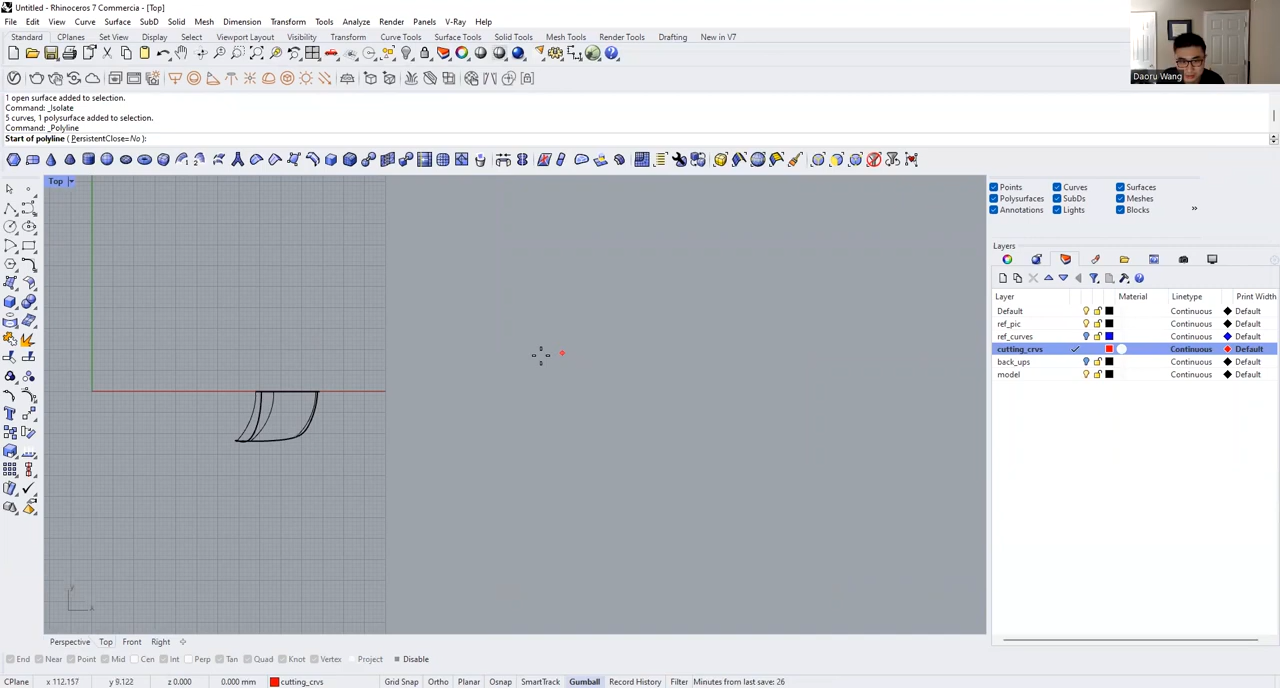 Untitled - Rhinoceros 7 Commercia - [Top]
File Edit View Curve Surface SubD Solid Mesh Dimension Transform Tools Analyze Render Panels V-Ray Help
Standard CPlanes Set View Display Select Viewport Layout Visibility Transform Curve Tools Surface Tools Solid Tools Mesh Tools Render Tools Drafting New in V7
Daoru Wang
1 open surface added to selection.
Command: _Isolate
5 curves, 1 polysurface added to selection.
Command: _Polyline
Start of polyline ( PersistentClose=No ):
Top
Points Curves Surfaces
Polysurfaces SubDs Meshes
Annotations Lights Blocks
»
Layers
Layer Material Linetype Print Width
Default Continuous Default
ref_pic Continuous Default
ref_curves Continuous Default
cutting_crvs Continuous Default
back_ups Continuous Default
model Continuous Default
Perspective Top Front Right
End Near Point Mid Cen Int Perp Tan Quad Knot Vertex Project Disable
CPlane x 112.157 y 9.122 z 0.000 0.000 mm cutting_crvs Grid Snap Ortho Planar Osnap SmartTrack Gumball Record History Filter Minutes from last save: 26